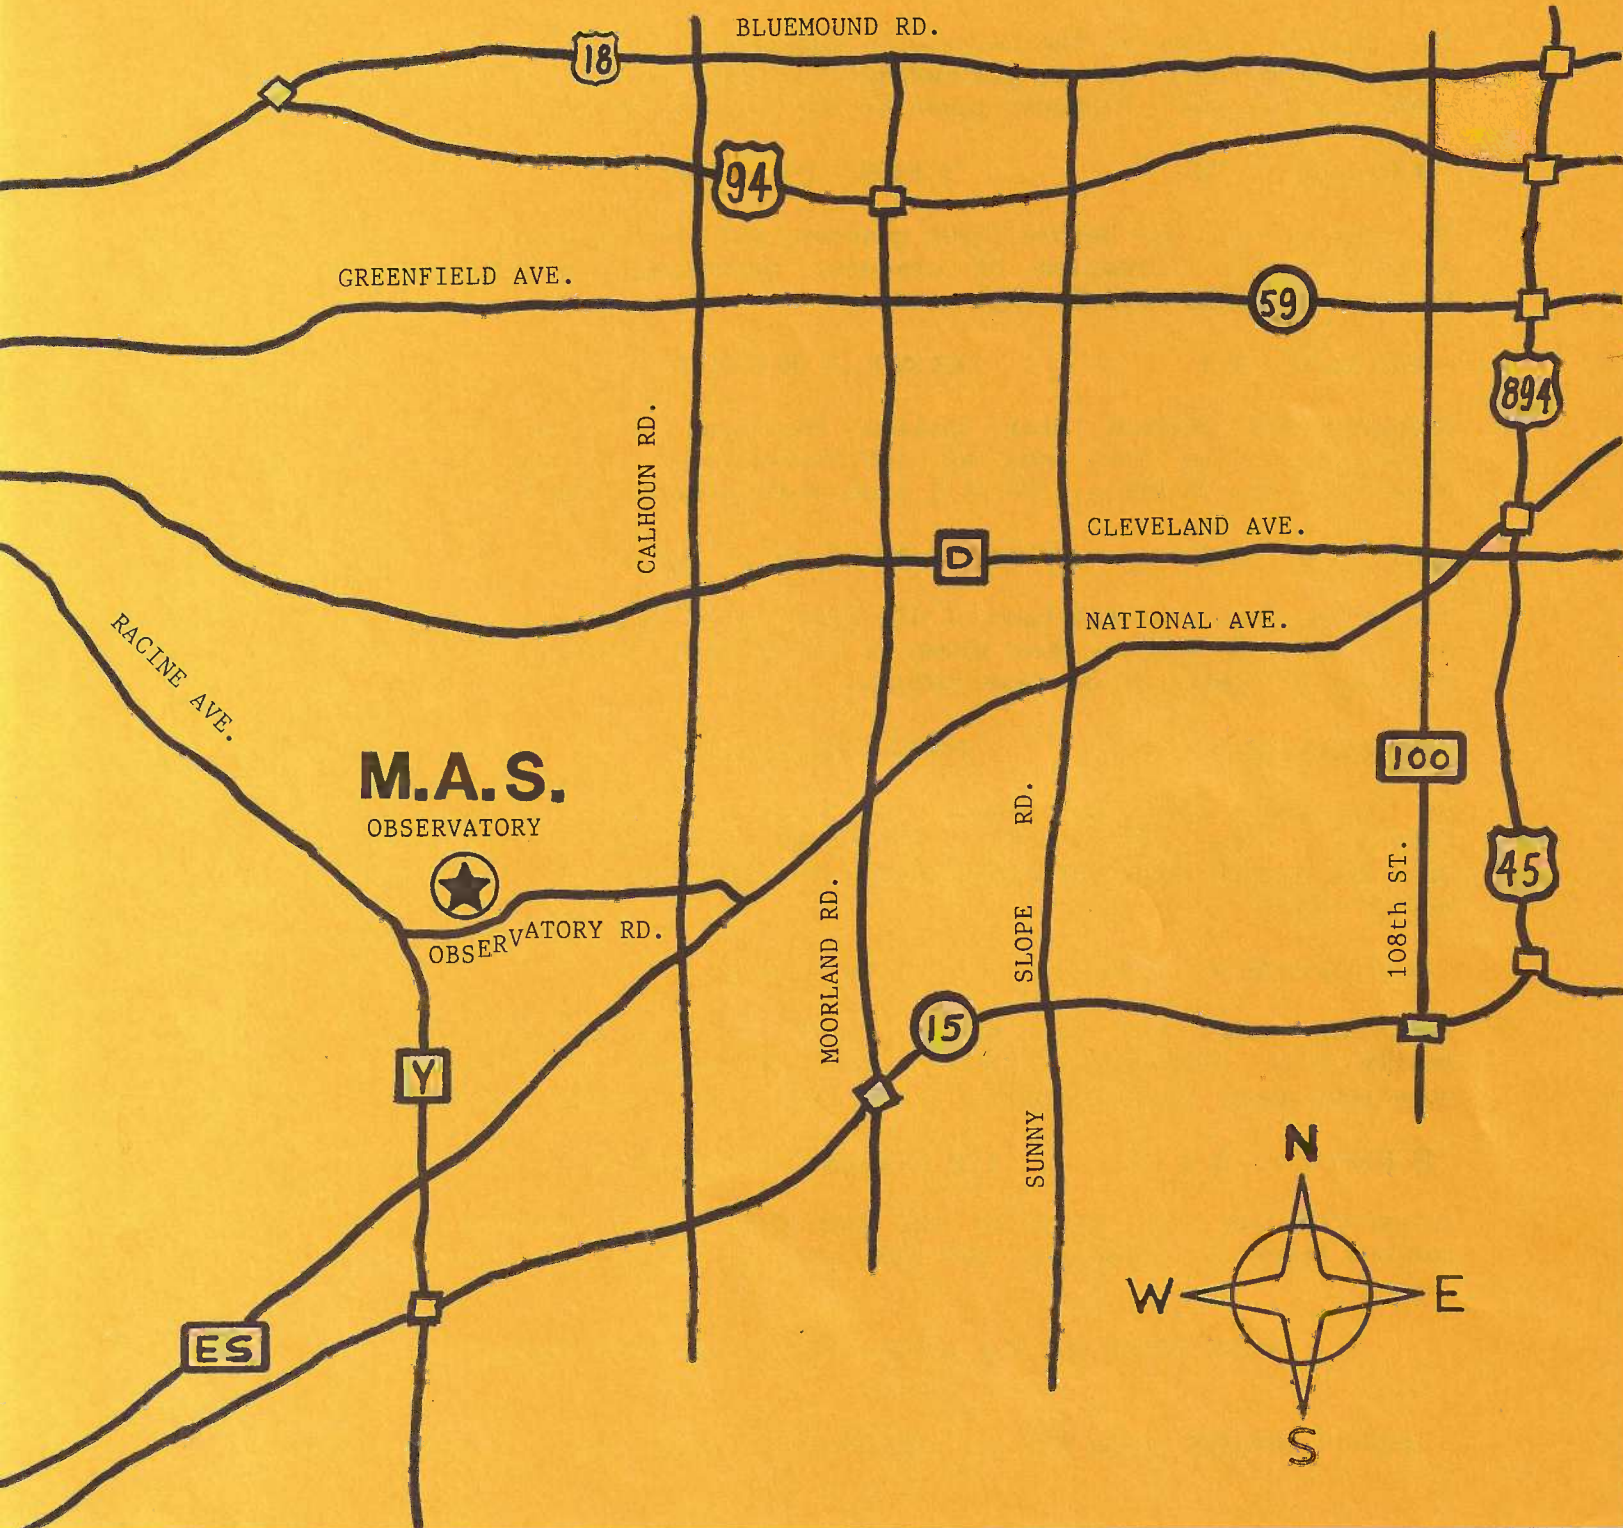 BLUEMOUND RD.
18
94
GREENFIELD AVE.
59
894
CALHOUN RD.
D
CLEVELAND AVE.
NATIONAL AVE.
RACINE AVE.
M.A.S.
OBSERVATORY
100
45
OBSERVATORY RD.
MOORLAND RD.
SUNNY SLOPE RD.
108th ST.
15
Y
N
W
E
S
ES